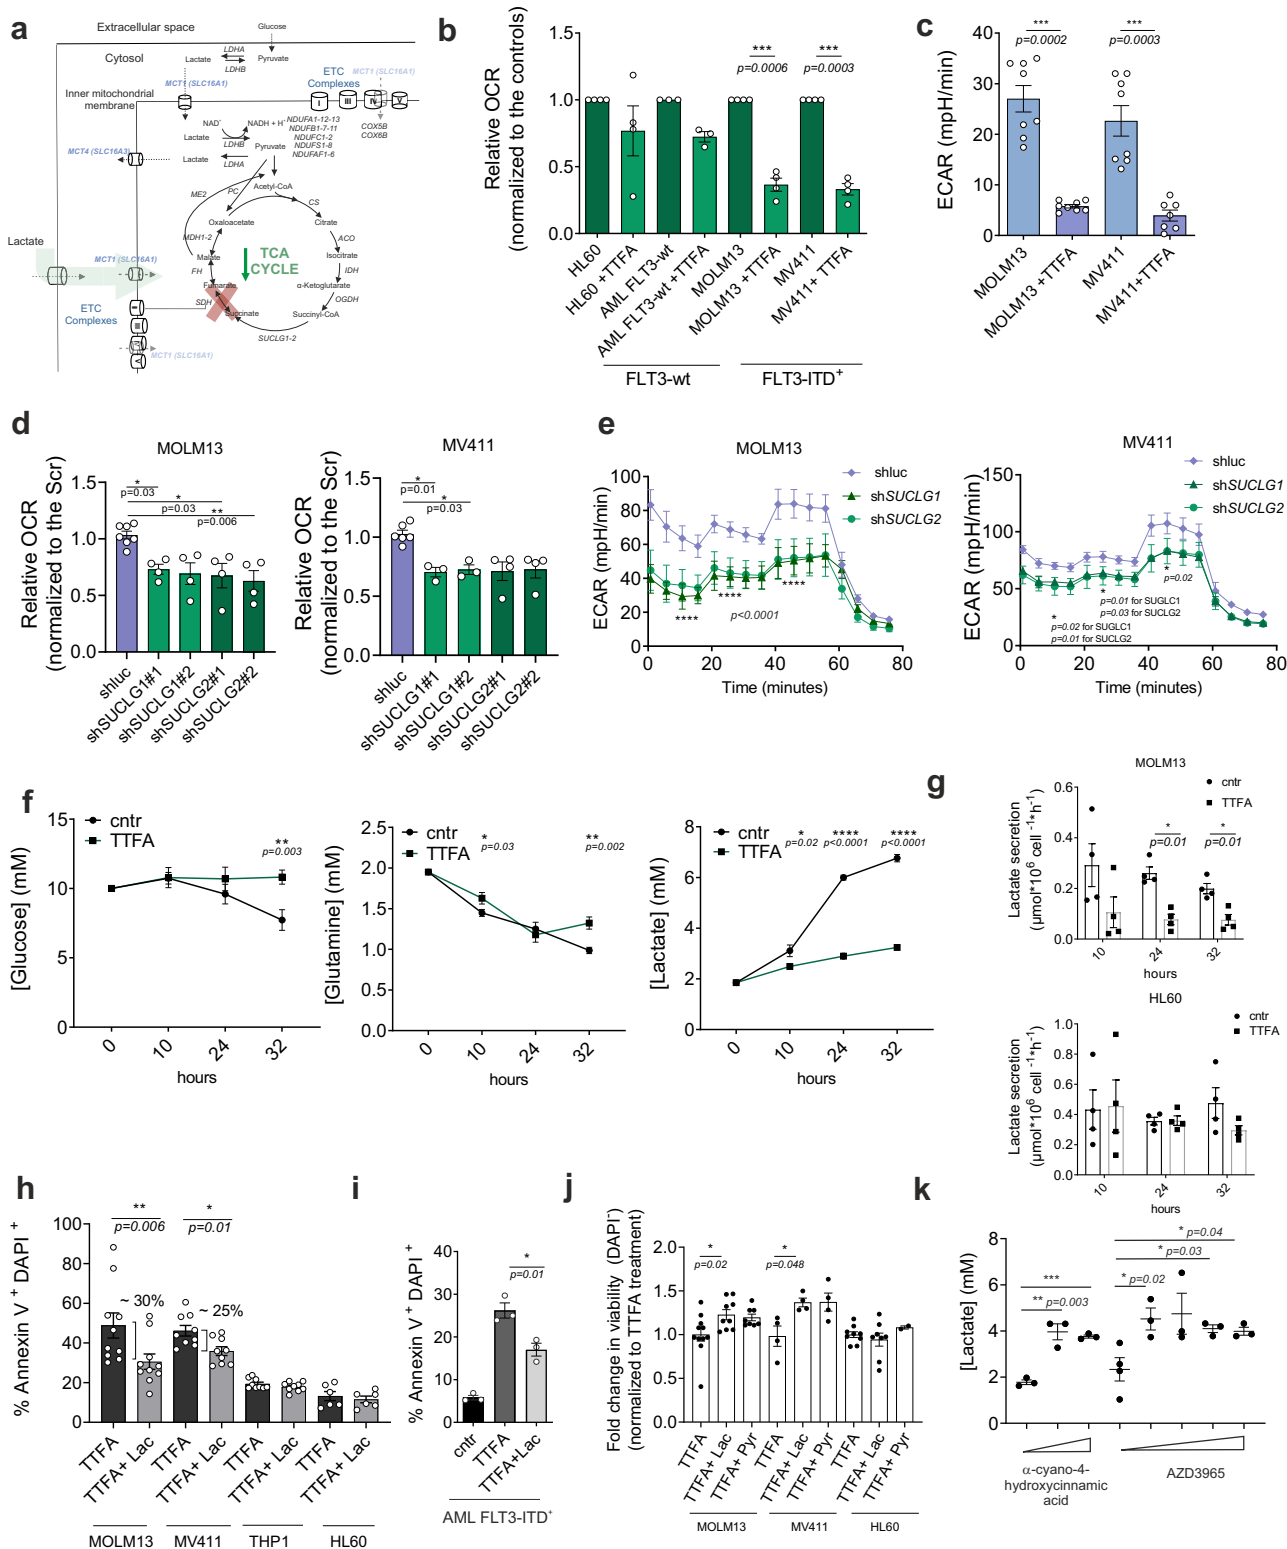 a
Extracellular space
Cytosol
Glucose
LDHA
Lactate
Pyruvate
LDHB
MCT1 (SLC16A1)
ETC
Complexes
MCT1 (SLC16A1)
Inner mitochondrial
membrane
I
III
IV
V
NAD+
NADH + H+
Lactate
LDHB
Pyruvate
NDUFA1-12-13
NDUFB1-7-11
NDUFC1-2
NDUFS1-8
NDUFAF1-6
COX5B
COX6B
MCT4 (SLC16A3)
Lactate
LDHA
ME2
PC
Acetyl-CoA
CS
Oxaloacetate
Citrate
MDH1-2
ACO
Malate
Isocitrate
TCA
CYCLE
FH
IDH
Fumarate
α-Ketoglutarate
SDH
OGDH
Succinate
Succinyl-CoA
SUCLG1-2
Lactate
MCT1 (SLC16A1)
ETC
Complexes
MCT1 (SLC16A1)
b
Relative OCR
(normalized to the controls)
1.5
1.0
0.5
0.0
***
p=0.0006
***
p=0.0003
HL60
HL60 +TTFA
AML FLT3-wt
AML FLT3-wt +TTFA
MOLM13
MOLM13 +TTFA
MV411
MV411+TTFA
FLT3-wt
FLT3-ITD+
c
ECAR (mpH/min)
40
30
20
10
0
***
p=0.0002
***
p=0.0003
MOLM13
MOLM13 +TTFA
MV411
MV411+TTFA
d
MOLM13
Relative OCR
(normalized to the Scr)
1.5
1.0
0.5
0.0
*
p=0.03
*
p=0.03
**
p=0.006
shluc
shSUCLG1#1
shSUCLG1#2
shSUCLG2#1
shSUCLG2#2
MV411
Relative OCR
(normalized to the Scr)
1.5
1.0
0.5
0.0
*
p=0.01
*
p=0.03
shluc
shSUCLG1#1
shSUCLG1#2
shSUCLG2#1
shSUCLG2#2
e
MOLM13
ECAR (mpH/min)
100
80
60
40
20
0
shluc
shSUCLG1
shSUCLG2
****
****
****
p<0.0001
0 20 40 60 80
Time (minutes)
MV411
ECAR (mpH/min)
150
100
50
0
shluc
shSUCLG1
shSUCLG2
*
p=0.02
*
p=0.01 for SUGLC1
p=0.03 for SUCLG2
*
p=0.02 for SUGLC1
p=0.01 for SUCLG2
0 20 40 60 80
Time (minutes)
f
[Glucose] (mM)
15
10
5
0
cntr
TTFA
**
p=0.003
0 10 24 32
hours
[Glutamine] (mM)
2.5
2.0
1.5
1.0
0.5
0.0
cntr
TTFA
*
p=0.03
**
p=0.002
0 10 24 32
hours
[Lactate] (mM)
8
6
4
2
0
cntr
TTFA
*
p=0.02
****
p<0.0001
****
p<0.0001
0 10 24 32
hours
g
MOLM13
Lactate secretion
(µmol*10^6 cell -1*h-1)
0.6
0.4
0.2
0.0
cntr
TTFA
*
p=0.01
*
p=0.01
10 24 32
hours
HL60
Lactate secretion
(µmol*10^6 cell -1*h-1)
1.0
0.8
0.6
0.4
0.2
0.0
cntr
TTFA
10 24 32
hours
h
% Annexin V + DAPI +
100
80
60
40
20
0
**
p=0.006
*
p=0.01
~ 30%
~ 25%
TTFA
TTFA+ Lac
TTFA
TTFA+ Lac
TTFA
TTFA+ Lac
TTFA
TTFA+ Lac
MOLM13
MV411
THP1
HL60
i
% Annexin V + DAPI +
40
30
20
10
0
*
p=0.01
cntr
TTFA
TTFA+Lac
AML FLT3-ITD+
j
Fold change in viability (DAPI-)
(normalized to TTFA treatment)
2.0
1.5
1.0
0.5
0.0
*
p=0.02
*
p=0.048
TTFA
TTFA+ Lac
TTFA+ Pyr
TTFA
TTFA+ Lac
TTFA+ Pyr
TTFA
TTFA+ Lac
TTFA+ Pyr
MOLM13
MV411
HL60
k
[Lactate] (mM)
8
6
4
2
0
***
** p=0.003
* p=0.04
* p=0.03
* p=0.02
α-cyano-4-
hydroxycinnamic
acid
AZD3965